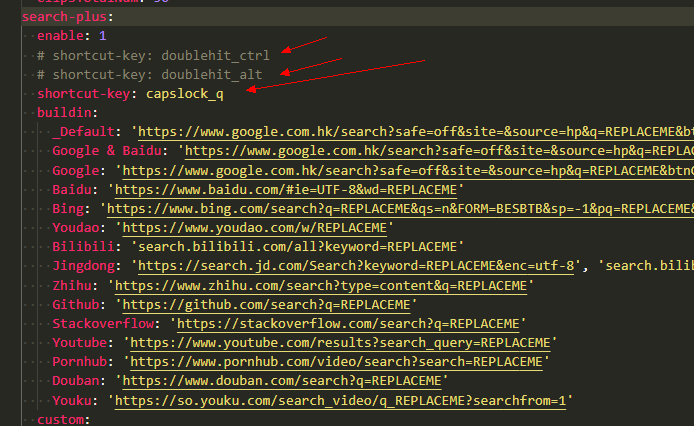 search-plus:
enable: 1
# shortcut-key: doublehit_ctrl
# shortcut-key: doublehit_alt
shortcut-key: capslock_q
buildin:
_Default: 'https://www.google.com.hk/search?safe=off&site=&source=hp&q=REPLACEME&bt
Google & Baidu: 'https://www.google.com.hk/search?safe=off&site=&source=hp&q=REPLAC
Google: 'https://www.google.com.hk/search?safe=off&site=&source=hp&q=REPLACEME&btn
Baidu: 'https://www.baidu.com/#ie=UTF-8&wd=REPLACEME'
Bing: 'https://www.bing.com/search?q=REPLACEME&qs=n&FORM=BESBTB&sp=-1&pq=REPLACEME&
Youdao: 'https://www.youdao.com/w/REPLACEME'
Bilibili: 'search.bilibili.com/all?keyword=REPLACEME'
Jingdong: 'https://search.jd.com/Search?keyword=REPLACEME&enc=utf-8', 'search.bilib
Zhihu: 'https://www.zhihu.com/search?type=content&q=REPLACEME'
Github: 'https://github.com/search?q=REPLACEME'
Stackoverflow: 'https://stackoverflow.com/search?q=REPLACEME'
Youtube: 'https://www.youtube.com/results?search_query=REPLACEME'
Pornhub: 'https://www.pornhub.com/video/search?search=REPLACEME'
Douban: 'https://www.douban.com/search?q=REPLACEME'
Youku: 'https://so.youku.com/search_video/q_REPLACEME?searchfrom=1'
custom: